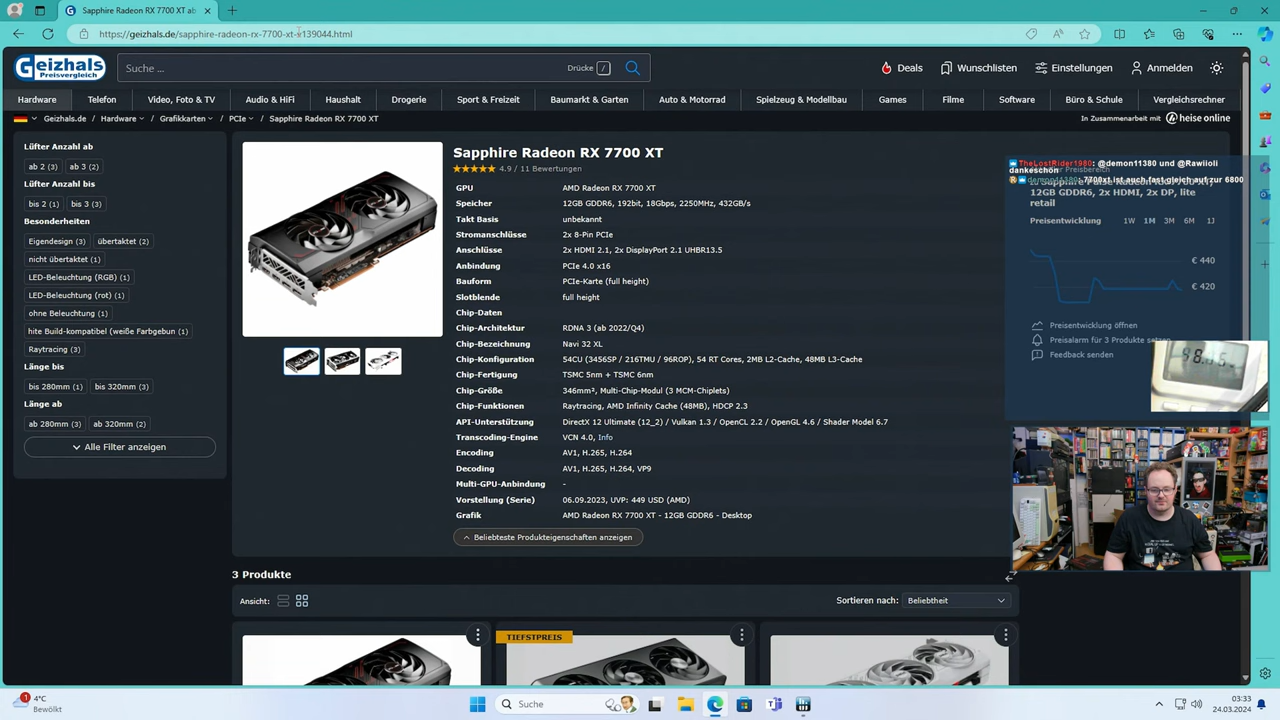 Sapphire Radeon RX 7700 XT ab
https://geizhals.de/sapphire-radeon-rx-7700-xt-v139044.html
Geizhals
Preisvergleich
Suche ...
Drücke /
Deals
Wunschlisten
Einstellungen
Anmelden
Hardware
Telefon
Video, Foto & TV
Audio & HiFi
Haushalt
Drogerie
Sport & Freizeit
Baumarkt & Garten
Auto & Motorrad
Spielzeug & Modellbau
Games
Filme
Software
Büro & Schule
Vergleichsrechner
Geizhals.de
Hardware
Grafikkarten
PCIe
Sapphire Radeon RX 7700 XT
In Zusammenarbeit mit heise online
Lüfter Anzahl ab
ab 2 (3)
ab 3 (2)
Lüfter Anzahl bis
bis 2 (1)
bis 3 (3)
Besonderheiten
Eigendesign (3)
übertaktet (2)
nicht übertaktet (1)
LED-Beleuchtung (RGB) (1)
LED-Beleuchtung (rot) (1)
ohne Beleuchtung (1)
hite Build-kompatibel (weiße Farbgebun (1)
Raytracing (3)
Länge bis
bis 280mm (1)
bis 320mm (3)
Länge ab
ab 280mm (3)
ab 320mm (2)
Alle Filter anzeigen
Sapphire Radeon RX 7700 XT
4.9 / 11 Bewertungen
GPU AMD Radeon RX 7700 XT
Speicher 12GB GDDR6, 192bit, 18Gbps, 2250MHz, 432GB/s
Takt Basis unbekannt
Stromanschlüsse 2x 8-Pin PCIe
Anschlüsse 2x HDMI 2.1, 2x DisplayPort 2.1 UHBR13.5
Anbindung PCIe 4.0 x16
Bauform PCIe-Karte (full height)
Slotblende full height
Chip-Daten
Chip-Architektur RDNA 3 (ab 2022/Q4)
Chip-Bezeichnung Navi 32 XL
Chip-Konfiguration 54CU (3456SP / 216TMU / 96ROP), 54 RT Cores, 2MB L2-Cache, 48MB L3-Cache
Chip-Fertigung TSMC 5nm + TSMC 6nm
Chip-Größe 346mm², Multi-Chip-Modul (3 MCM-Chiplets)
Chip-Funktionen Raytracing, AMD Infinity Cache (48MB), HDCP 2.3
API-Unterstützung DirectX 12 Ultimate (12_2) / Vulkan 1.3 / OpenCL 2.2 / OpenGL 4.6 / Shader Model 6.7
Transcoding-Engine VCN 4.0, Info
Encoding AV1, H.265, H.264
Decoding AV1, H.265, H.264, VP9
Multi-GPU-Anbindung -
Vorstellung (Serie) 06.09.2023, UVP: 449 USD (AMD)
Grafik AMD Radeon RX 7700 XT - 12GB GDDR6 - Desktop
Beliebteste Produkteigenschaften anzeigen
TheLostRider1980: @demon11380 und @Rawiioli
dankeschön
demon11380: 7700xt ist auch fast gleich auf zur 6800
12GB GDDR6, 2x HDMI, 2x DP, lite
retail
Preisentwicklung
1W 1M 3M 6M 1J
€ 440
€ 420
Preisentwicklung öffnen
Preisalarm für 3 Produkte setzen
Feedback senden
3 Produkte
Ansicht:
Sortieren nach: Beliebtheit
TIEFSTPREIS
1
4°C
Bewölkt
Suche
03:33
24.03.2024